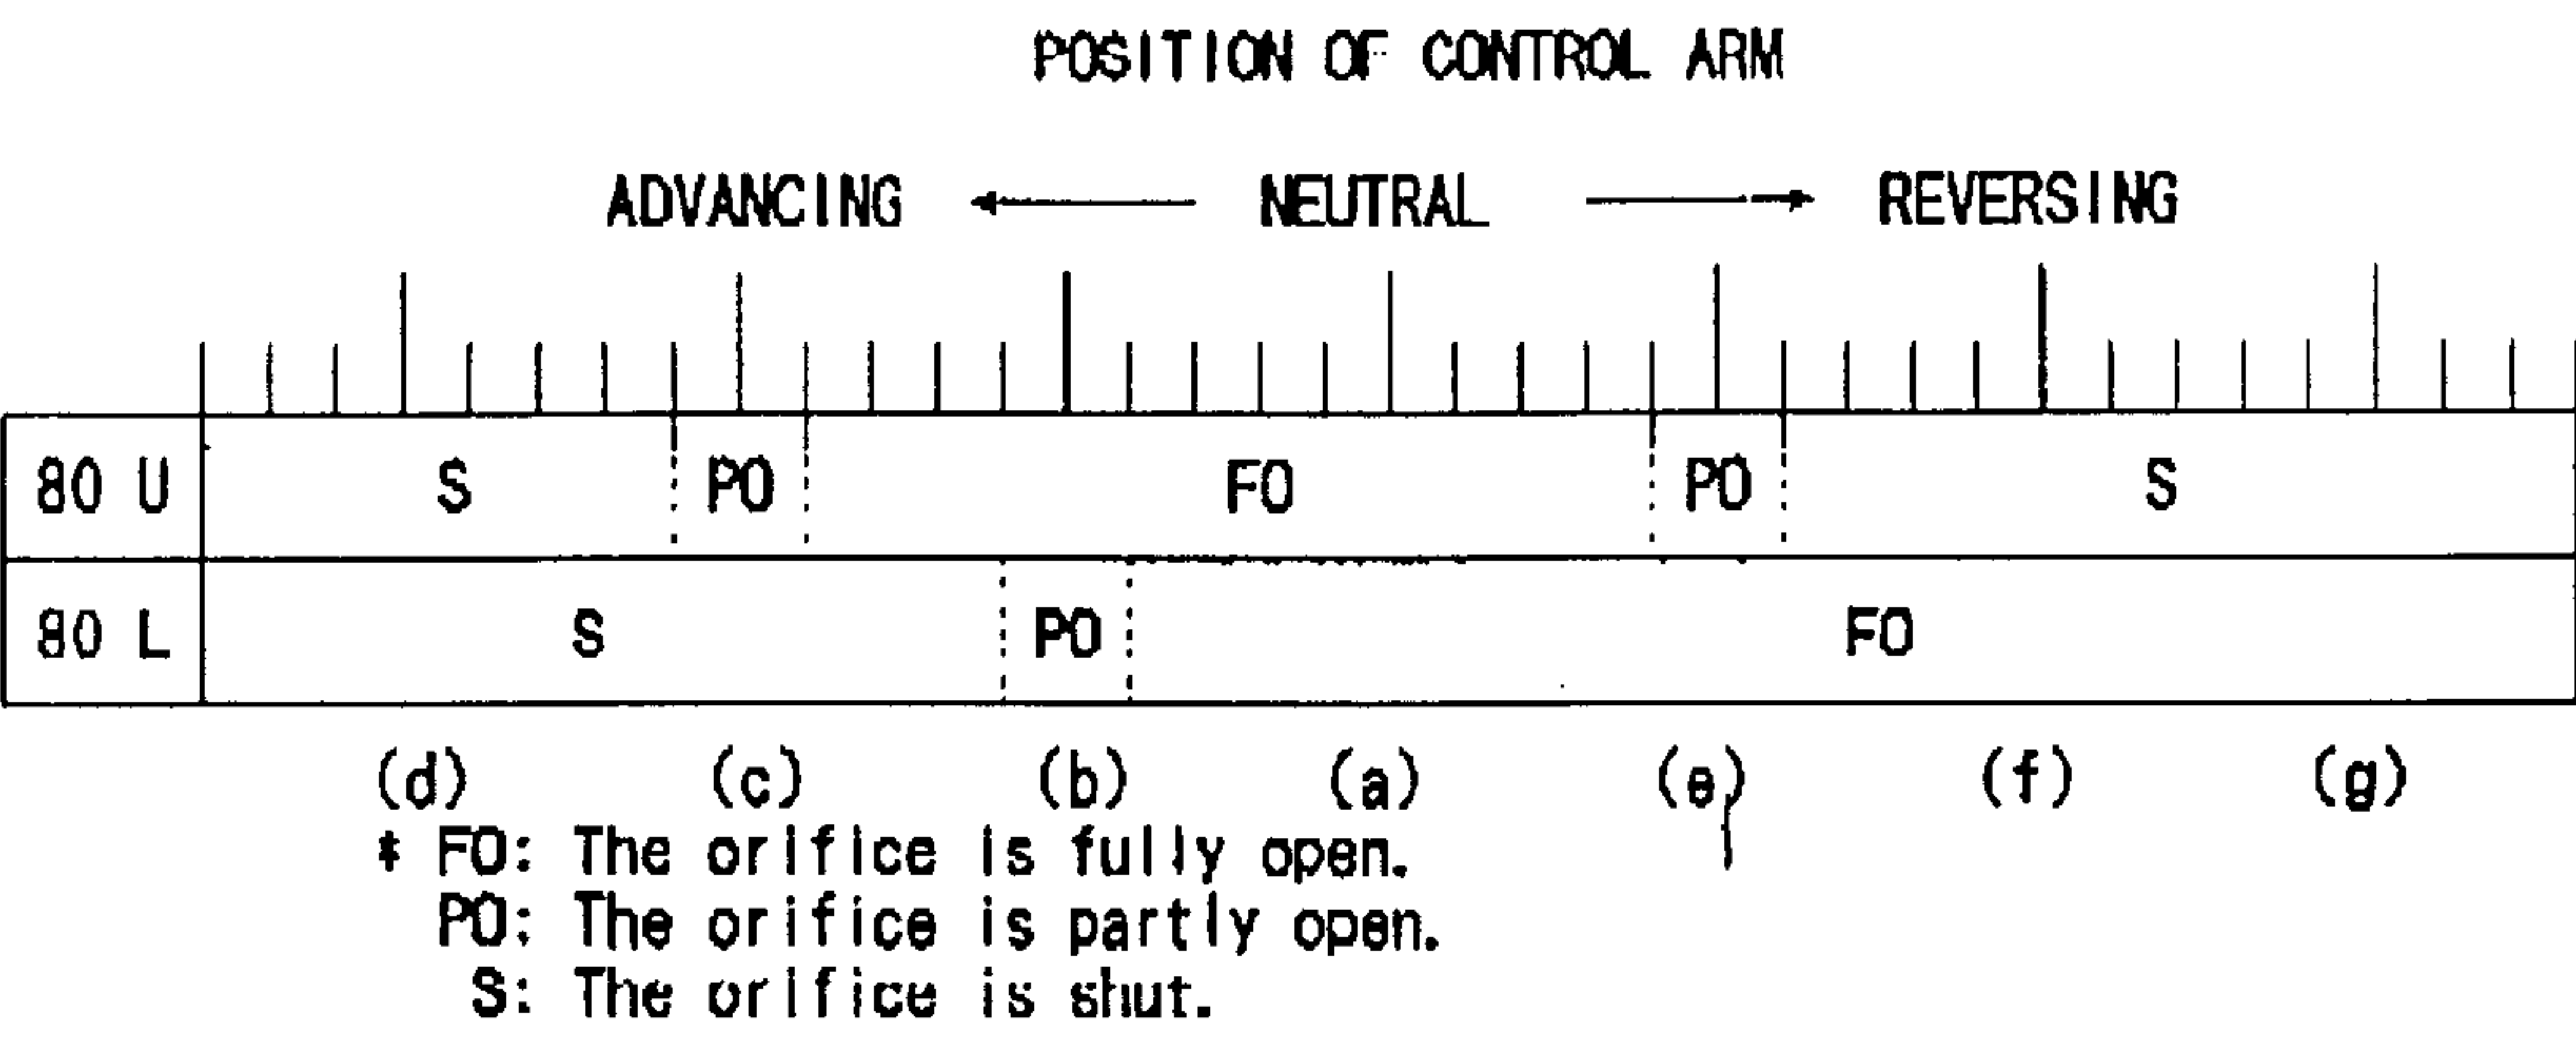 POSITION OF CONTROL ARM
ADVANCING NEUTRAL REVERSING
80 U S PO FO PO S
80 L S PO FO
(d) (c) (b) (a) (e) (f) (g)
* FO: The orifice is fully open.
PO: The orifice is partly open.
S: The orifice is shut.